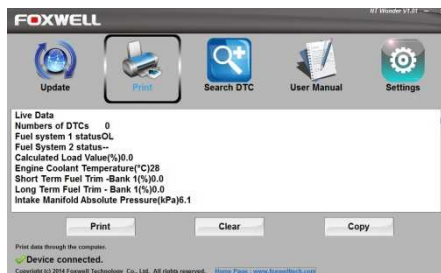 NT Wonder V1.01
FOXWELL
Update
Print
Search DTC
User Manual
Settings
Live Data
Numbers of DTCs 0
Fuel system 1 statusOL
Fuel System 2 status--
Calculated Load Value(%)0.0
Engine Coolant Temperature(°C)28
Short Term Fuel Trim -Bank 1(%)0.0
Long Term Fuel Trim - Bank 1(%)0.0
Intake Manifold Absolute Pressure(kPa)6.1
Print
Clear
Copy
Print data through the computer.
Device connected.
Copyright (c) 2014 Foxwell Technology Co., Ltd. All rights reserved. Home Page : www.foxwelltech.com